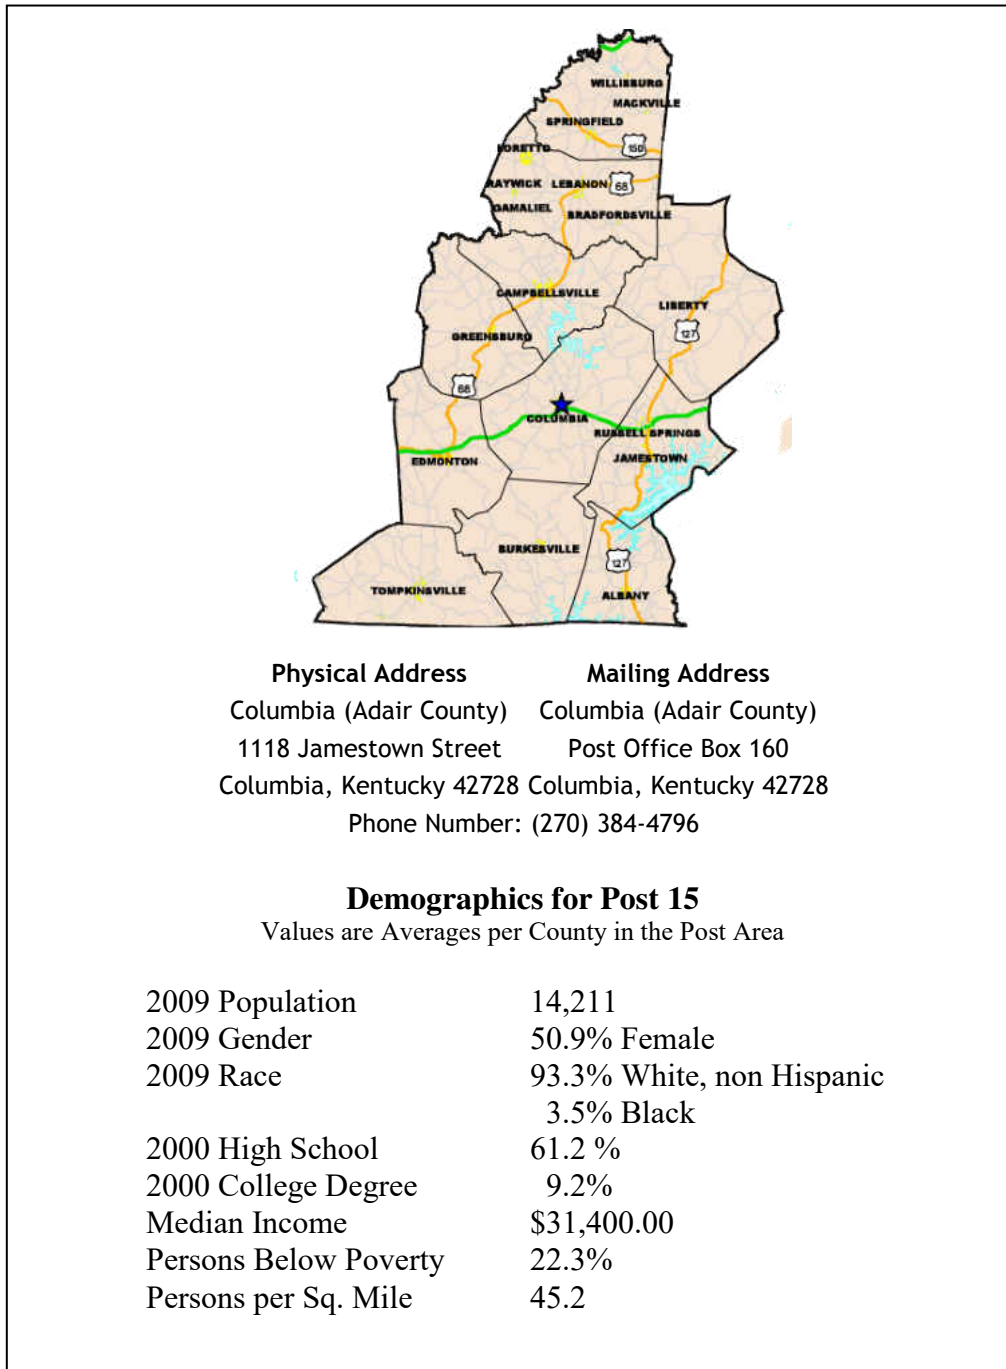 WILLISBURG
MACKVILLE
SPRINGFIELD
LORETTO
150
RAYWICK LEBANON 68
GAMALIEL
BRADFORDSVILLE
CAMPBELLSVILLE
LIBERTY
127
GREENSBURG
68
COLUMBIA
RUSSELL SPRINGS
EDMONTON
JAMESTOWN
BURKESVILLE
127
TOMPKINSVILLE
ALBANY
Physical Address Mailing Address
Columbia (Adair County) Columbia (Adair County)
1118 Jamestown Street Post Office Box 160
Columbia, Kentucky 42728 Columbia, Kentucky 42728
Phone Number: (270) 384-4796
Demographics for Post 15
Values are Averages per County in the Post Area
2009 Population 14,211
2009 Gender 50.9% Female
2009 Race 93.3% White, non Hispanic
3.5% Black
2000 High School 61.2 %
2000 College Degree 9.2%
Median Income $31,400.00
Persons Below Poverty 22.3%
Persons per Sq. Mile 45.2